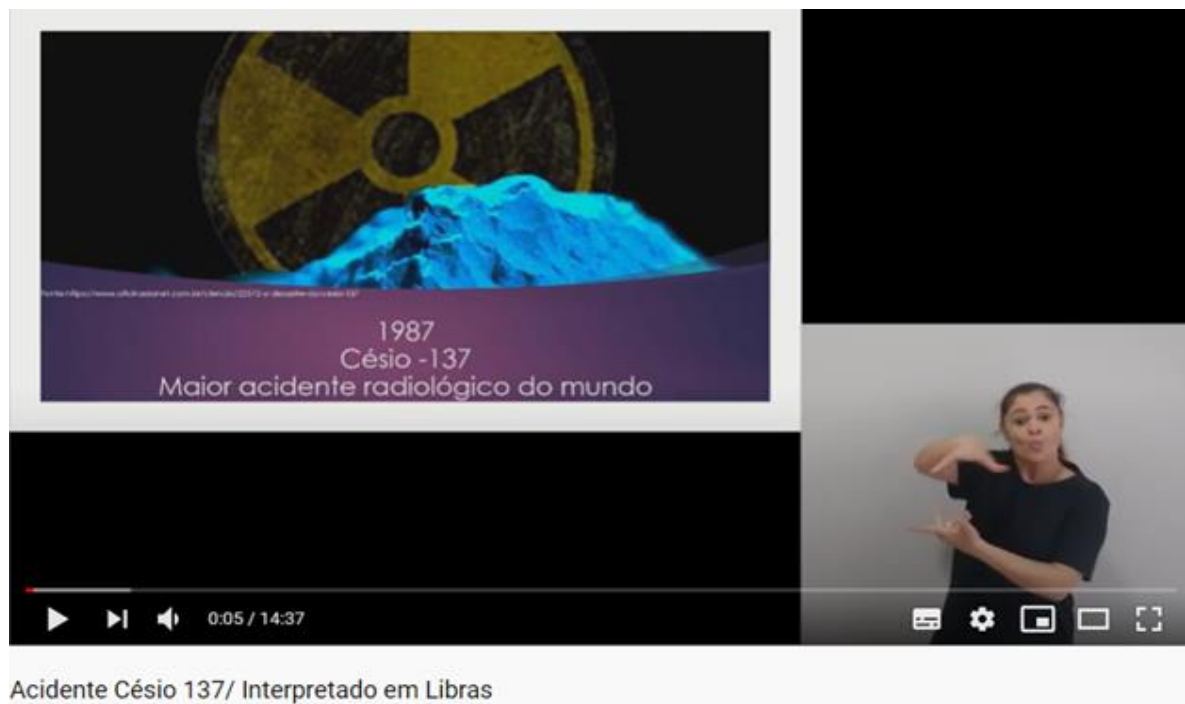 1987
Césio -137
Maior acidente radiológico do mundo
0:05 / 14:37
Acidente Césio 137/ Interpretado em Libras